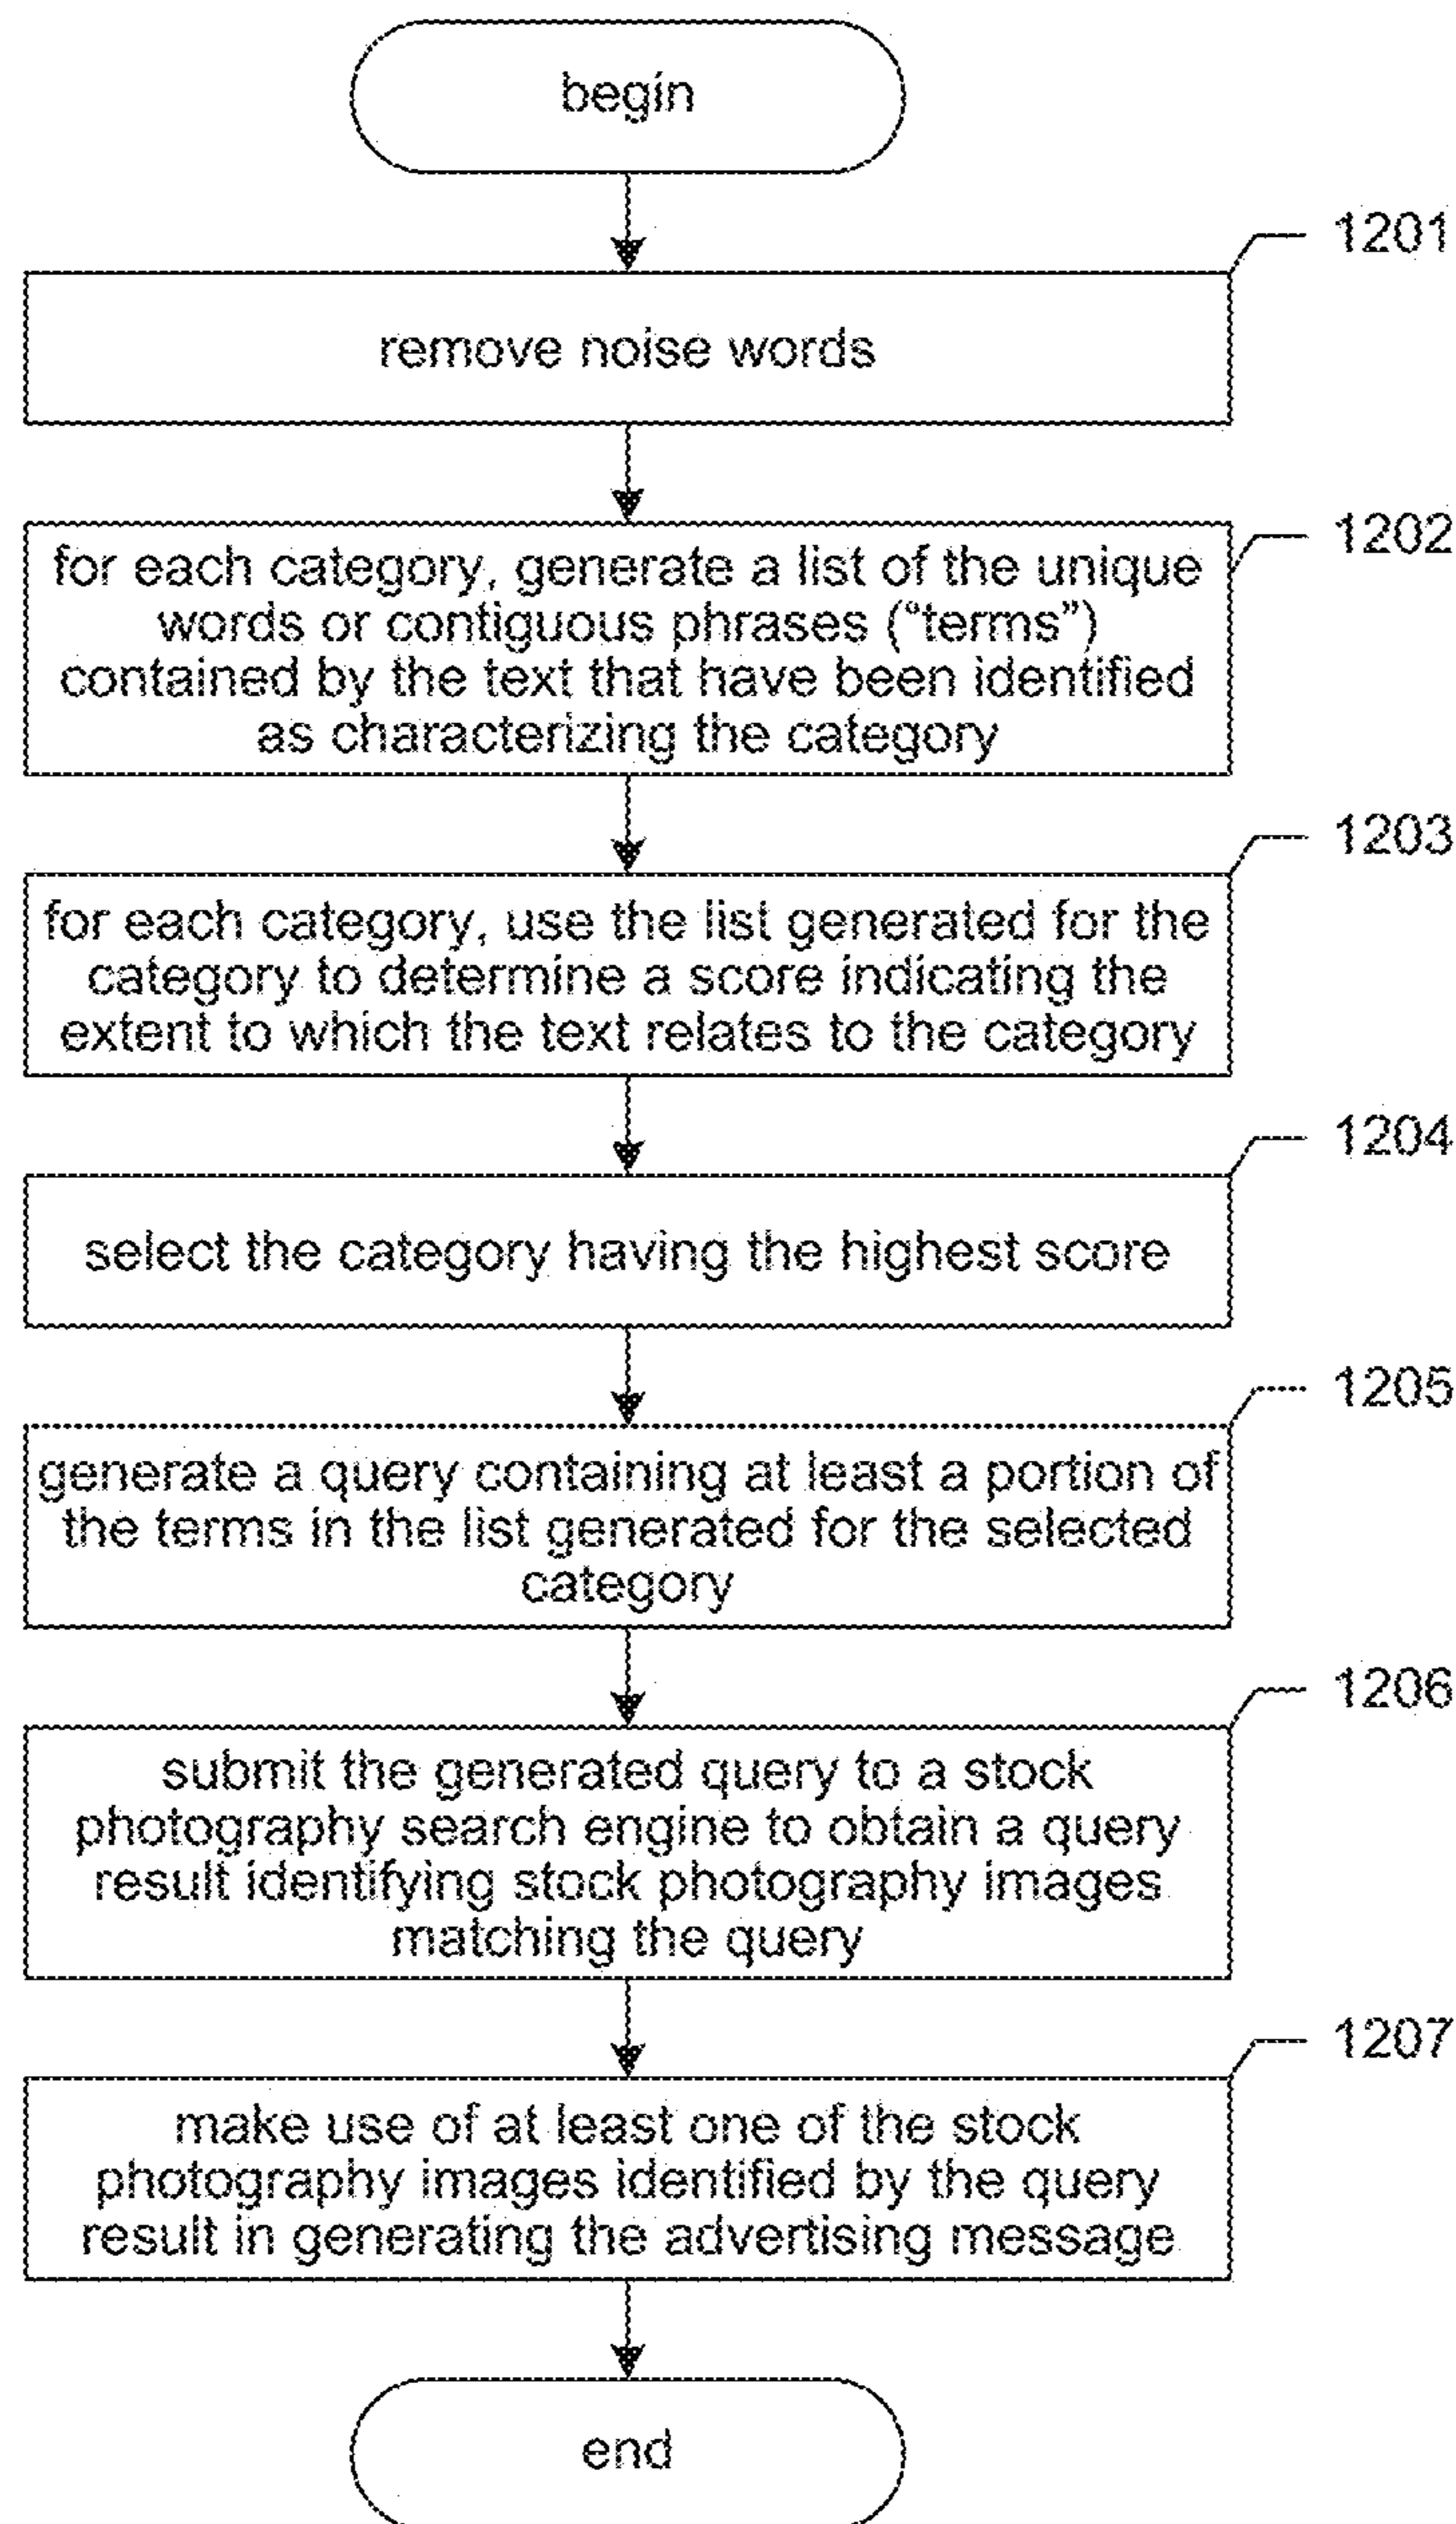 begin
1201
remove noise words
1202
for each category, generate a list of the unique
words or contiguous phrases (“terms”)
contained by the text that have been identified
as characterizing the category
1203
for each category, use the list generated for the
category to determine a score indicating the
extent to which the text relates to the category
1204
select the category having the highest score
1205
generate a query containing at least a portion of
the terms in the list generated for the selected
category
1206
submit the generated query to a stock
photography search engine to obtain a query
result identifying stock photography images
matching the query
1207
make use of at least one of the stock
photography images identified by the query
result in generating the advertising message
end